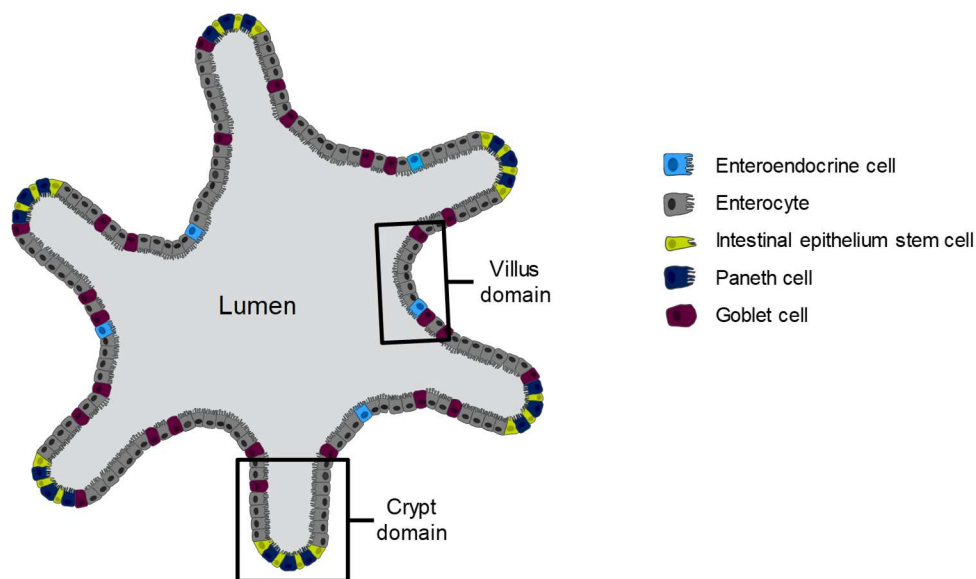 Enteroendocrine cell
Enterocyte
Intestinal epithelium stem cell
Paneth cell
Goblet cell
Villus
domain
Lumen
Crypt
domain